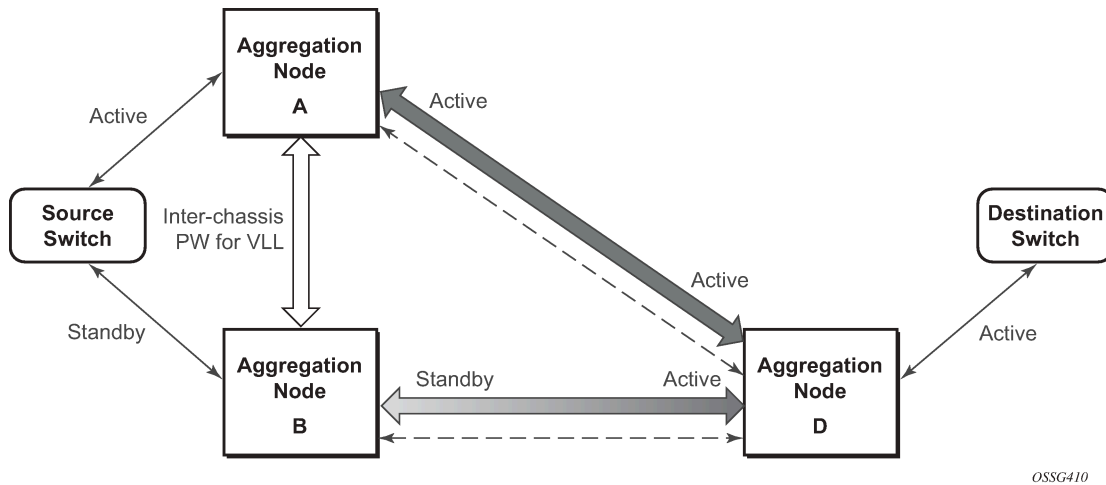 Aggregation
Node
A
Active
Active
Source
Switch
Inter-chassis
PW for VLL
Destination
Switch
Active
Standby
Active
Aggregation
Node
B
Standby
Active
Aggregation
Node
D
OSSG410